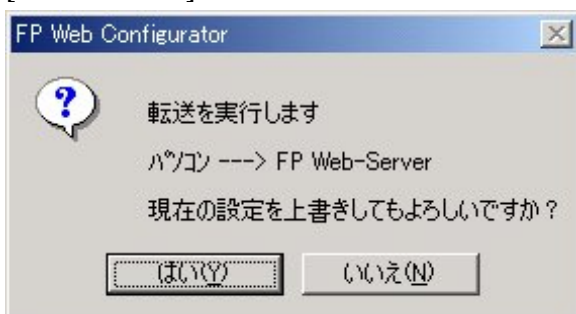 FP Web Configurator
転送を実行します
ﾊﾟｿｺﾝ ---> FP Web-Server
現在の設定を上書きしてもよろしいですか？
はい(Y) いいえ(N)